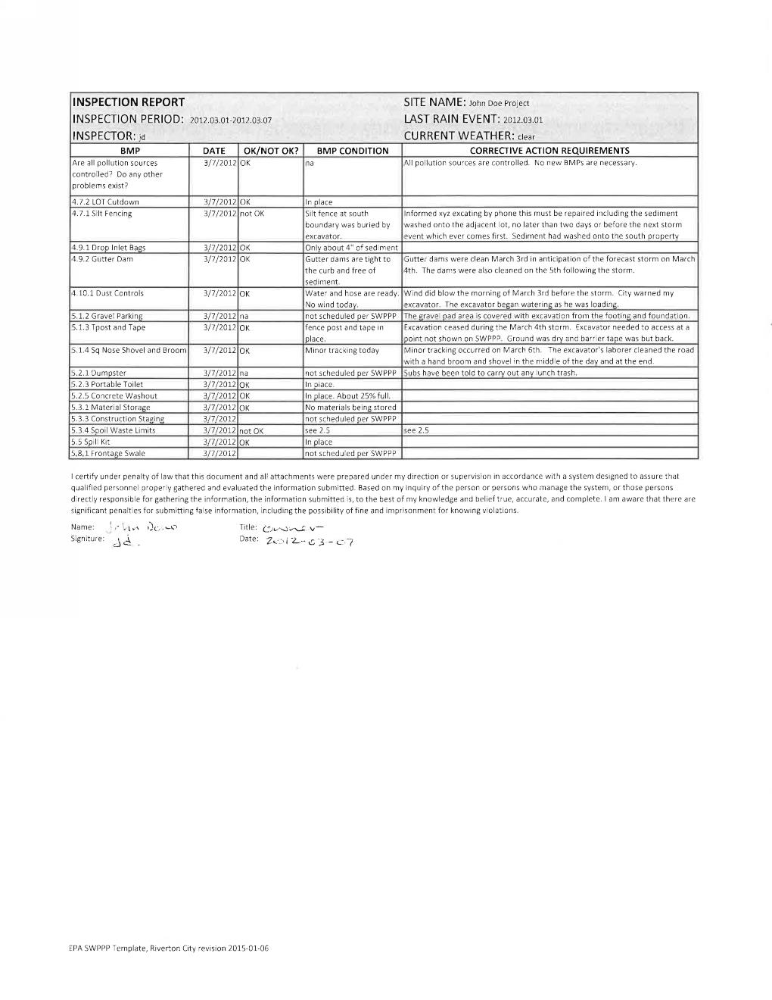 INSPECTION REPORT SITE NAME: John Doe Project
INSPECTION PERIOD: 2012.03.01-2012.03.07 LAST RAIN EVENT: 2012.03.01
INSPECTOR: jd CURRENT WEATHER: clear
BMP DATE OK/NOT OK? BMP CONDITION CORRECTIVE ACTION REQUIREMENTS
Are all pollution sources 3/7/2012 OK na All pollution sources are controlled. No new BMPs are necessary.
controlled? Do any other
problems exist?
4.7.2 LOT Cutdown 3/7/2012 OK In place
4.7.1 Silt Fencing 3/7/2012 not OK Silt fence at south Informed xyz excating by phone this must be repaired including the sediment
boundary was buried by washed onto the adjacent lot, no later than two days or before the next storm
excavator. event which ever comes first. Sediment had washed onto the south property
4.9.1 Drop Inlet Bags 3/7/2012 OK Only about 4" of sediment
4.9.2 Gutter Dam 3/7/2012 OK Gutter dams are tight to Gutter dams were clean March 3rd in anticipation of the forecast storm on March
the curb and free of 4th. The dams were also cleaned on the 5th following the storm.
sediment.
4.10.1 Dust Controls 3/7/2012 OK Water and hose are ready. Wind did blow the morning of March 3rd before the storm. City warned my
No wind today. excavator. The excavator began watering as he was loading.
5.1.2 Gravel Parking 3/7/2012 na not scheduled per SWPPP The gravel pad area is covered with excavation from the footing and foundation.
5.1.3 Tpost and Tape 3/7/2012 OK fence post and tape in Excavation ceased during the March 4th storm. Excavator needed to access at a
place. point not shown on SWPPP. Ground was dry and barrier tape was but back.
5.1.4 Sq Nose Shovel and Broom 3/7/2012 OK Minor tracking today Minor tracking occurred on March 6th. The excavator's laborer cleaned the road
with a hand broom and shovel in the middle of the day and at the end.
5.2.1 Dumpster 3/7/2012 na not scheduled per SWPPP Subs have been told to carry out any lunch trash.
5.2.3 Portable Toilet 3/7/2012 OK In place.
5.2.5 Concrete Washout 3/7/2012 OK In place. About 25% full.
5.3.1 Material Storage 3/7/2012 OK No materials being stored
5.3.3 Construction Staging 3/7/2012 not scheduled per SWPPP
5.3.4 Spoil Waste Limits 3/7/2012 not OK see 2.5 see 2.5
5.5 Spill Kit 3/7/2012 OK In place
5.8.1 Frontage Swale 3/7/2012 not scheduled per SWPPP
I certify under penalty of law that this document and all attachments were prepared under my direction or supervision in accordance with a system designed to assure that
qualified personnel properly gathered and evaluated the information submitted. Based on my inquiry of the person or persons who manage the system, or those persons
directly responsible for gathering the information, the information submitted is, to the best of my knowledge and belief true, accurate, and complete. I am aware that there are
significant penalties for submitting false information, including the possibility of fine and imprisonment for knowing violations.
Name: John Title: owner
Signiture: jd. Date: 2012-03-07
EPA SWPPP Template, Riverton City revision 2015-01-06